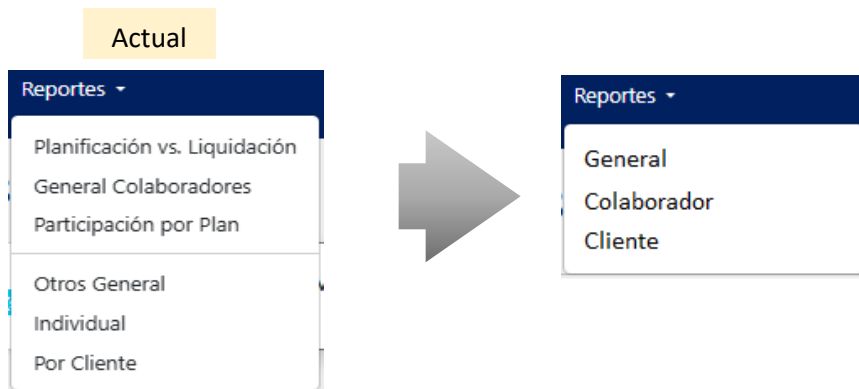 Actual
Reportes
Planificación vs. Liquidación
General Colaboradores
Participación por Plan
Otros General
Individual
Por Cliente
Reportes
General
Colaborador
Cliente